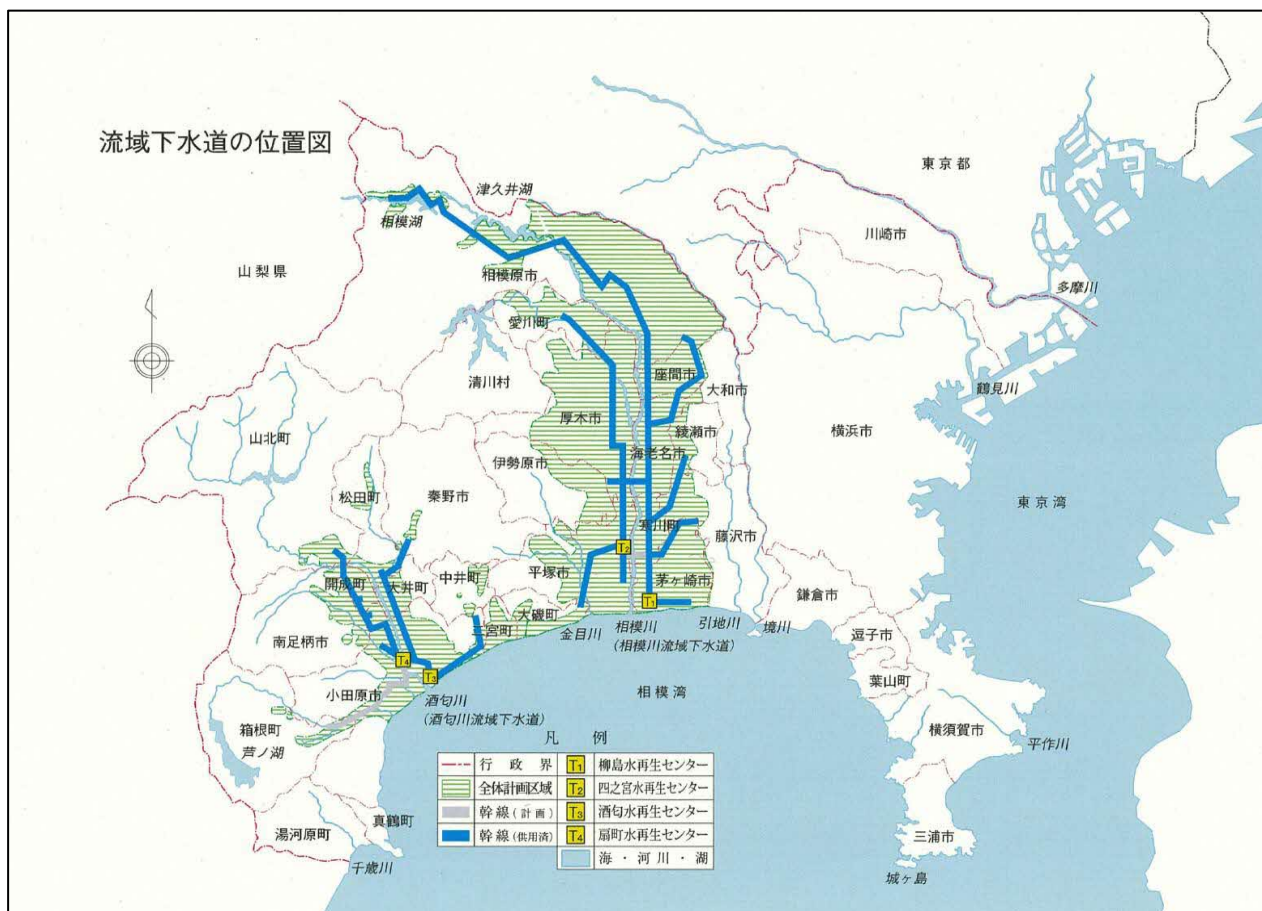 流域下水道の位置図
東京都
津久井湖
相模湖
川崎市
山梨県
相模原市
多摩川
愛川町
清川村
座間市
大和市
鶴見川
厚木市
山北町
綾瀬市
横浜市
海老名市
伊勢原市
松田町
秦野市
東京湾
寒川町
T2
藤沢市
平塚市
中井町
開成町
大井町
茅ヶ崎市
鎌倉市
T1
大磯町
二宮町
金目川
相模川
(相模川流域下水道)
引地川
境川
逗子市
南足柄市
T4
T3
葉山町
小田原市
酒匂川
(酒匂川流域下水道)
相模湾
箱根町
芦ノ湖
横須賀市
平作川
凡例
行政界
T1 柳島水再生センター
全体計画区域
T2 四之宮水再生センター
幹線(計画)
T3 酒匂水再生センター
幹線(供用済)
T4 扇町水再生センター
海・河川・湖
湯河原町
真鶴町
千歳川
三浦市
城ヶ島